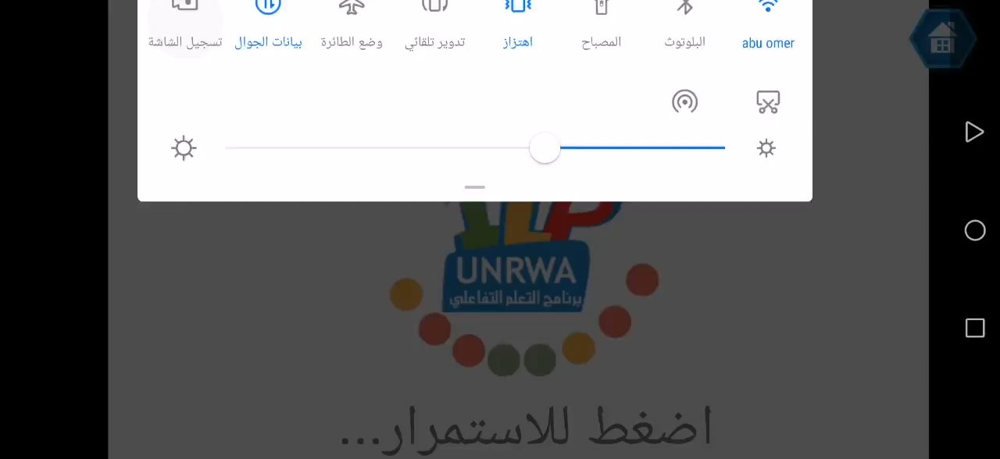 abu omer
البلوتوث
المصباح
اهتزاز
تدوير تلقائي
وضع الطائرة
بيانات الجوال
تسجيل الشاشة
ILP
UNRWA
برنامج التعلم التفاعلي
اضغط للاستمرار...